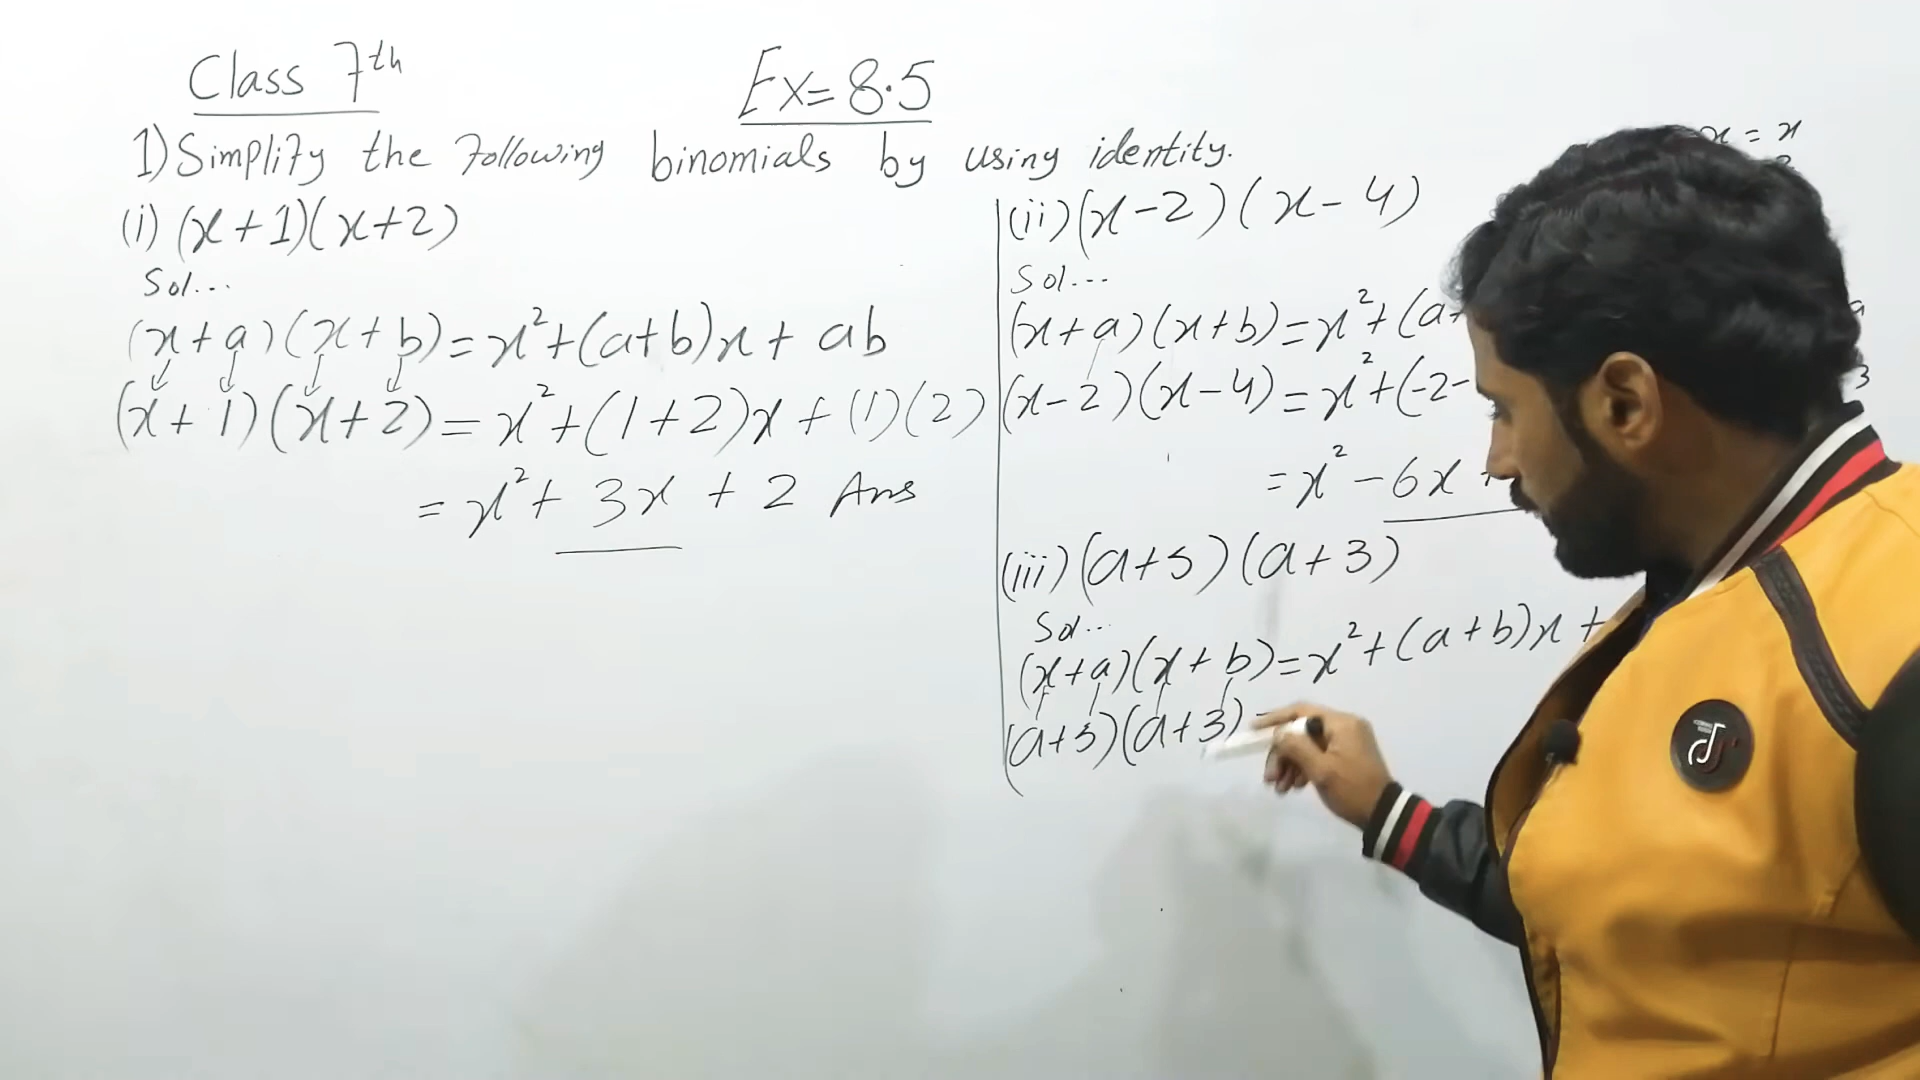 Class 7th
Ex=8.5
1) Simplify the following binomials by using identity.
(i) (x+1)(x+2)
Sol...
(x+a)(x+b)=x²+(a+b)x+ab
(x+1)(x+2)=x²+(1+2)x+(1)(2)
=x²+3x+2 Ans
x=x
(ii) (x-2)(x-4)
Sol...
(x+a)(x+b)=x²+(a+
(x-2)(x-4)=x²+(-2-
=x²-6x+
(iii) (a+5)(a+3)
Sol...
(x+a)(x+b)=x²+(a+b)x+
(a+5)(a+3)=